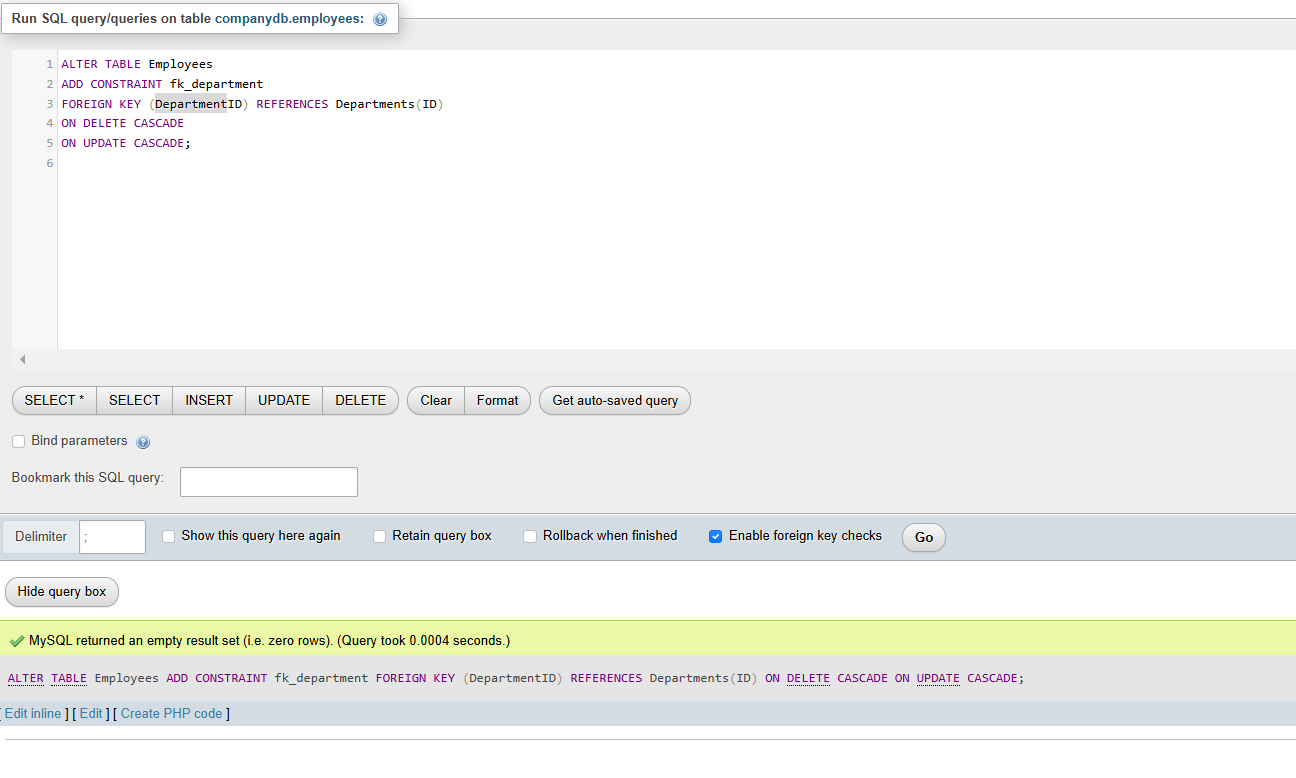 Run SQL query/queries on table companydb.employees:
1 ALTER TABLE Employees
2 ADD CONSTRAINT fk_department
3 FOREIGN KEY (DepartmentID) REFERENCES Departments(ID)
4 ON DELETE CASCADE
5 ON UPDATE CASCADE;
6
SELECT * SELECT INSERT UPDATE DELETE Clear Format Get auto-saved query
Bind parameters
Bookmark this SQL query:
Delimiter ; Show this query here again Retain query box Rollback when finished Enable foreign key checks Go
Hide query box
MySQL returned an empty result set (i.e. zero rows). (Query took 0.0004 seconds.)
ALTER TABLE Employees ADD CONSTRAINT fk_department FOREIGN KEY (DepartmentID) REFERENCES Departments(ID) ON DELETE CASCADE ON UPDATE CASCADE;
[ Edit inline ] [ Edit ] [ Create PHP code ]